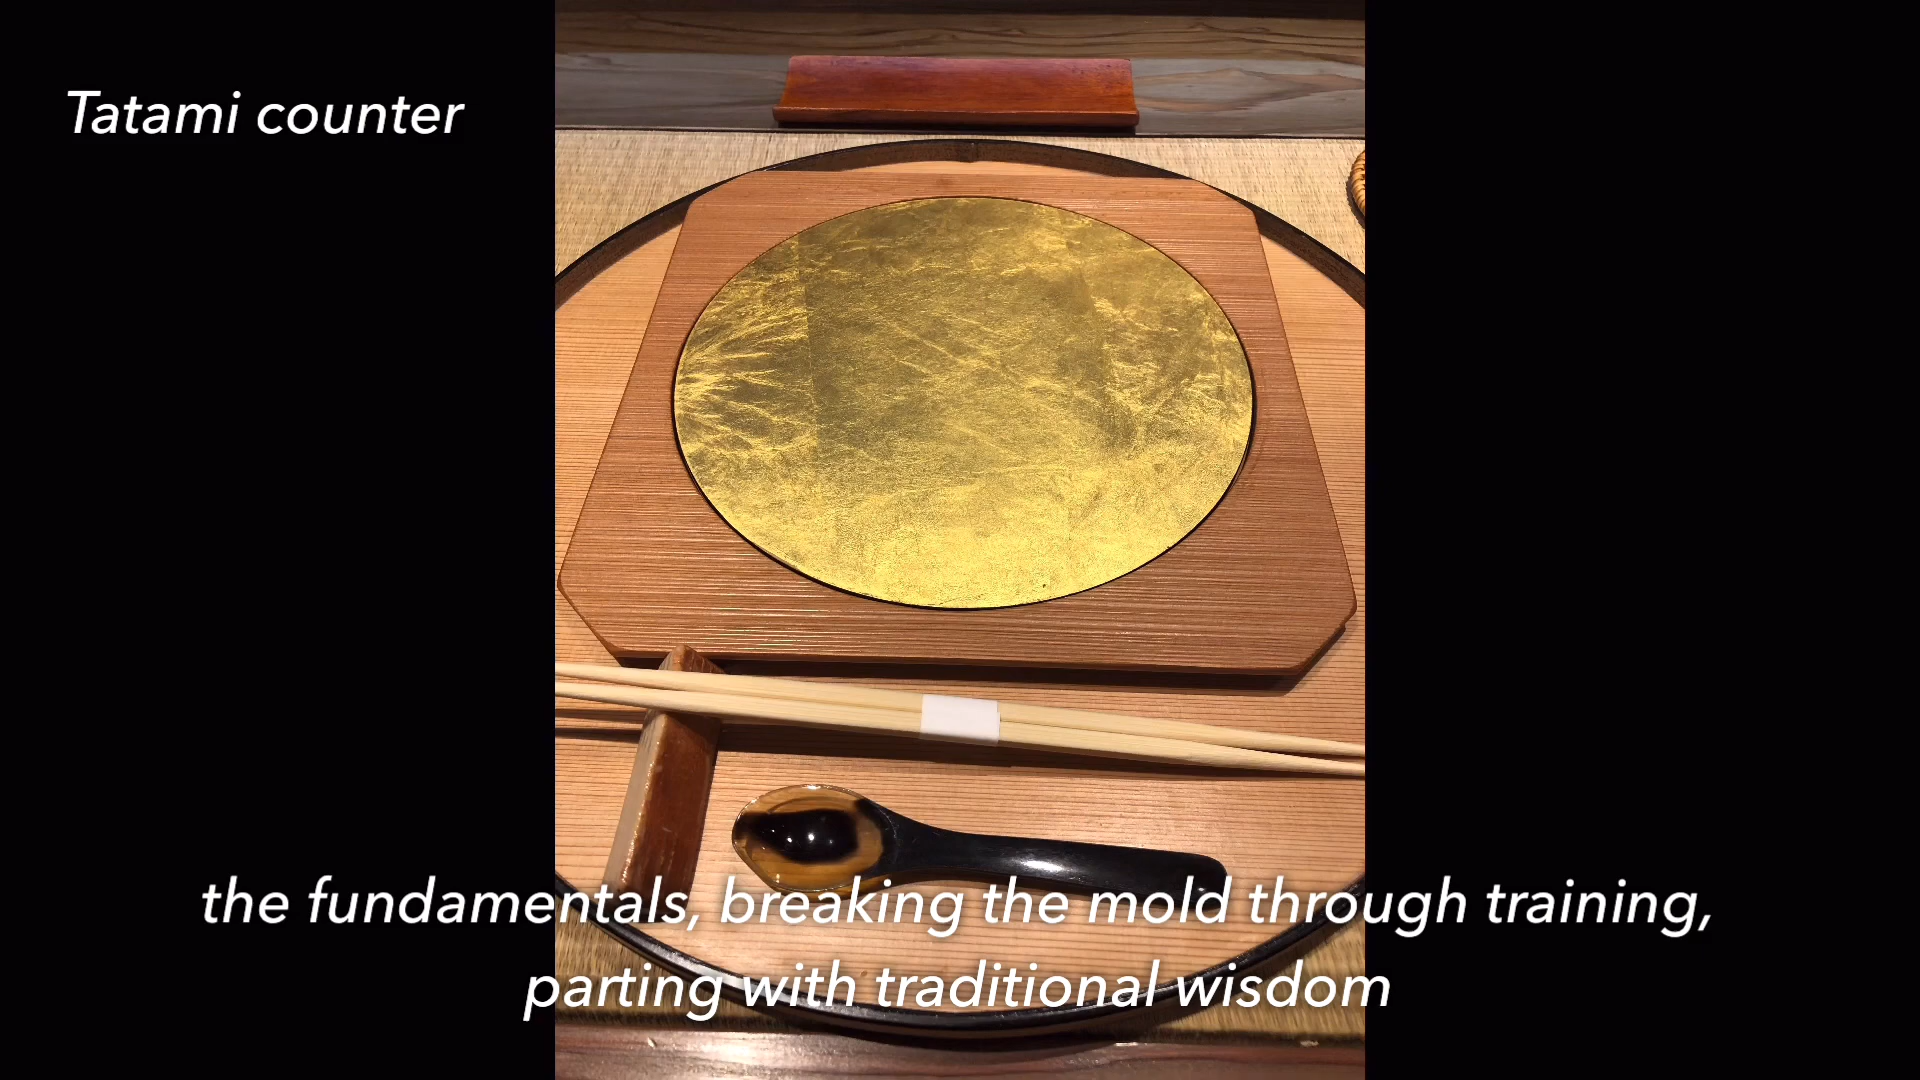 Tatami counter
the fundamentals, breaking the mold through training,
parting with traditional wisdom